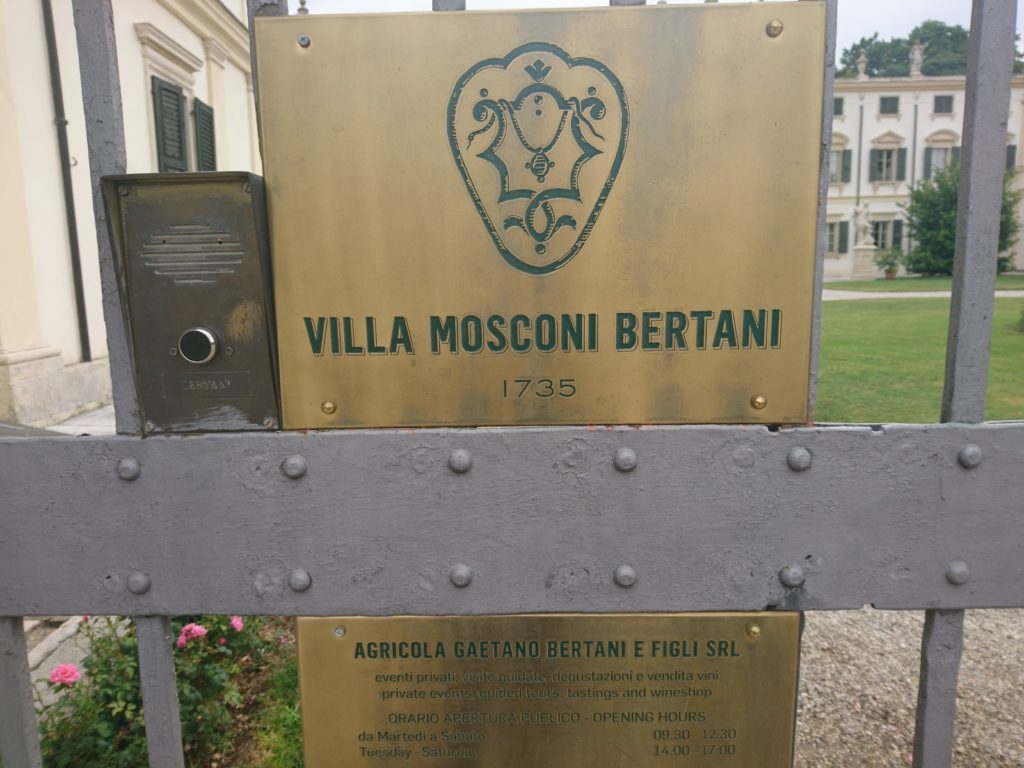 VILLA MOSCONI BERTANI
1735
BERTANI
AGRICOLA GAETANO BERTANI E FIGLI SRL
eventi privati, visite guidate, degustazioni e vendita vini
private events, guided tours, tastings and wineshop
ORARIO APERTURA PUBLICO - OPENING HOURS
da Martedi a Sabato 09.30 - 12.30
Tuesday - Saturday 14.00 - 17.00